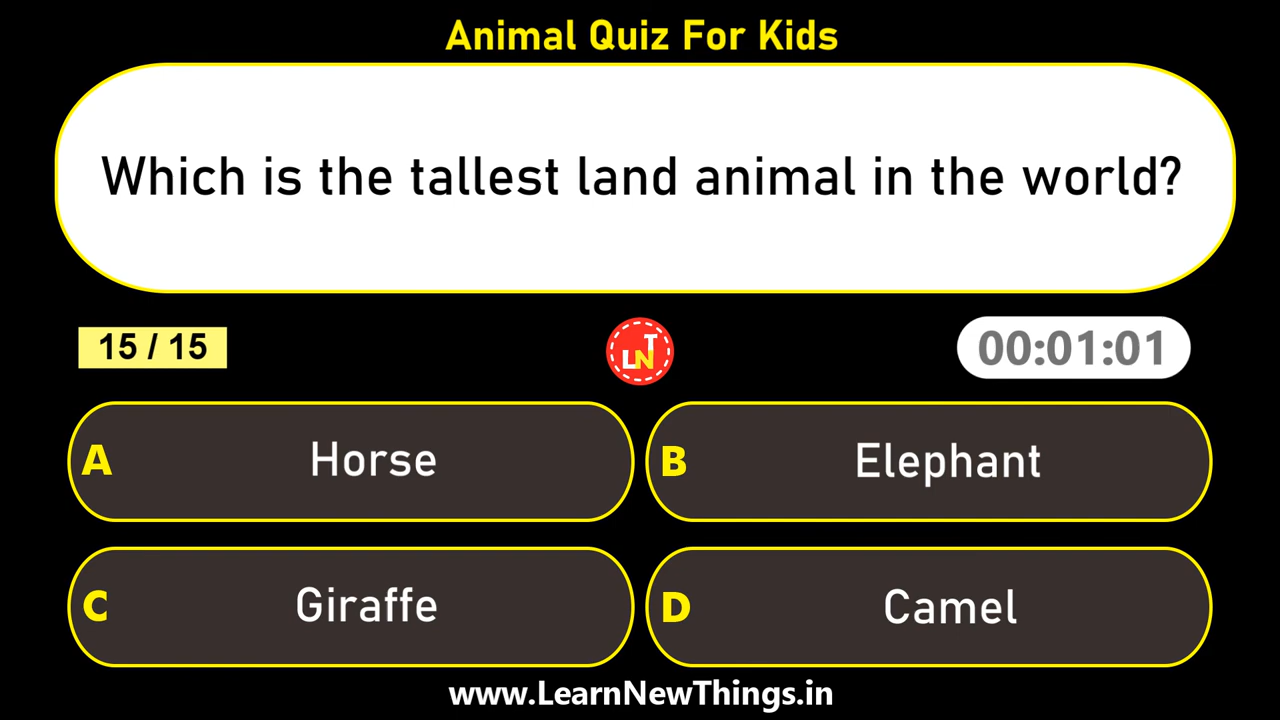 Animal Quiz For Kids
Which is the tallest land animal in the world?
15 / 15
LNT
00:01:01
A Horse
B Elephant
C Giraffe
D Camel
www.LearnNewThings.in